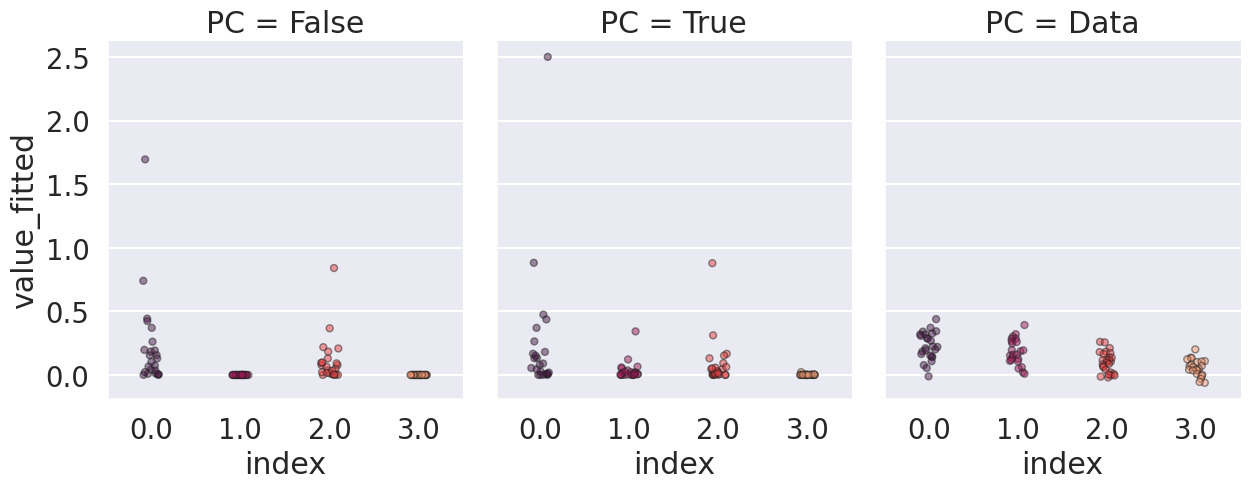 PC = False
PC = True
PC = Data
value_fitted
2.5
2.0
1.5
1.0
0.5
0.0
0.0 1.0 2.0 3.0
0.0 1.0 2.0 3.0
0.0 1.0 2.0 3.0
index
index
index